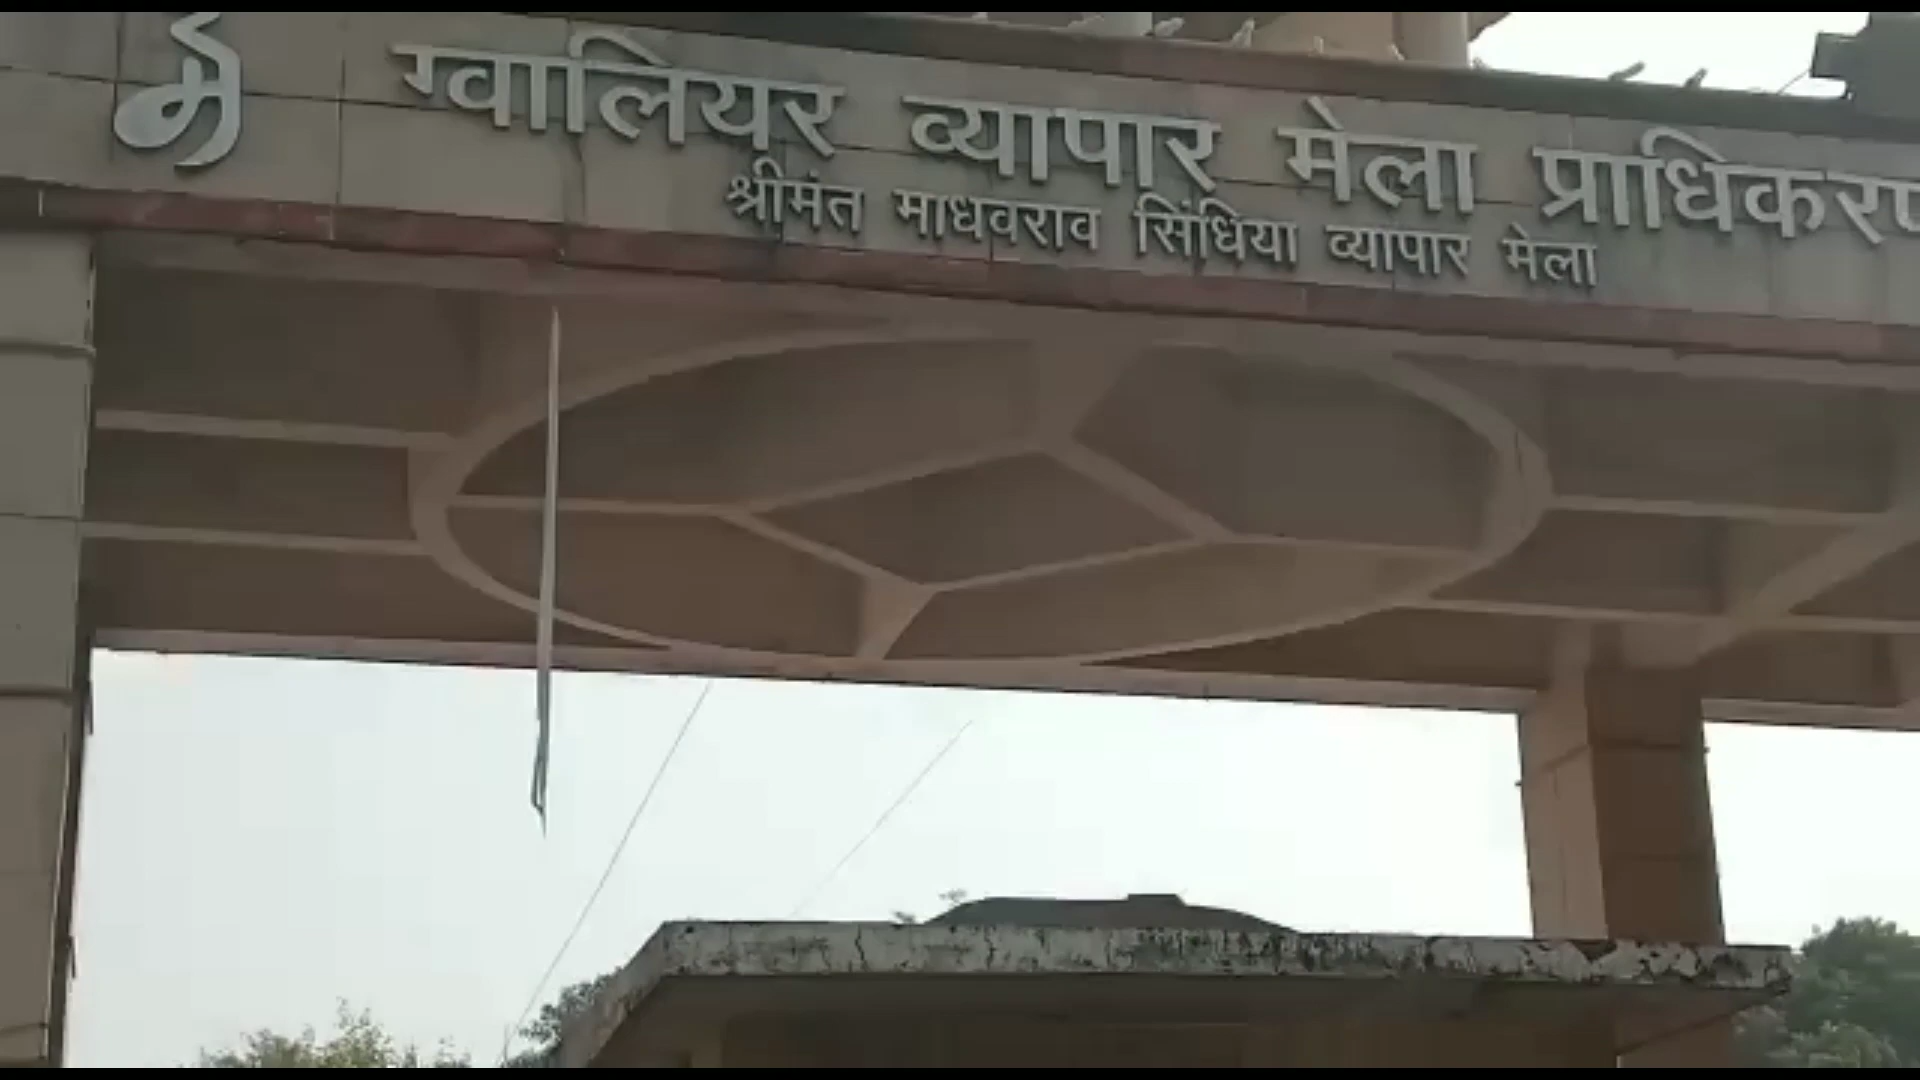 ग्वालियर व्यापार मेला प्राधिकरण
श्रीमंत माधवराव सिंधिया व्यापार मेला